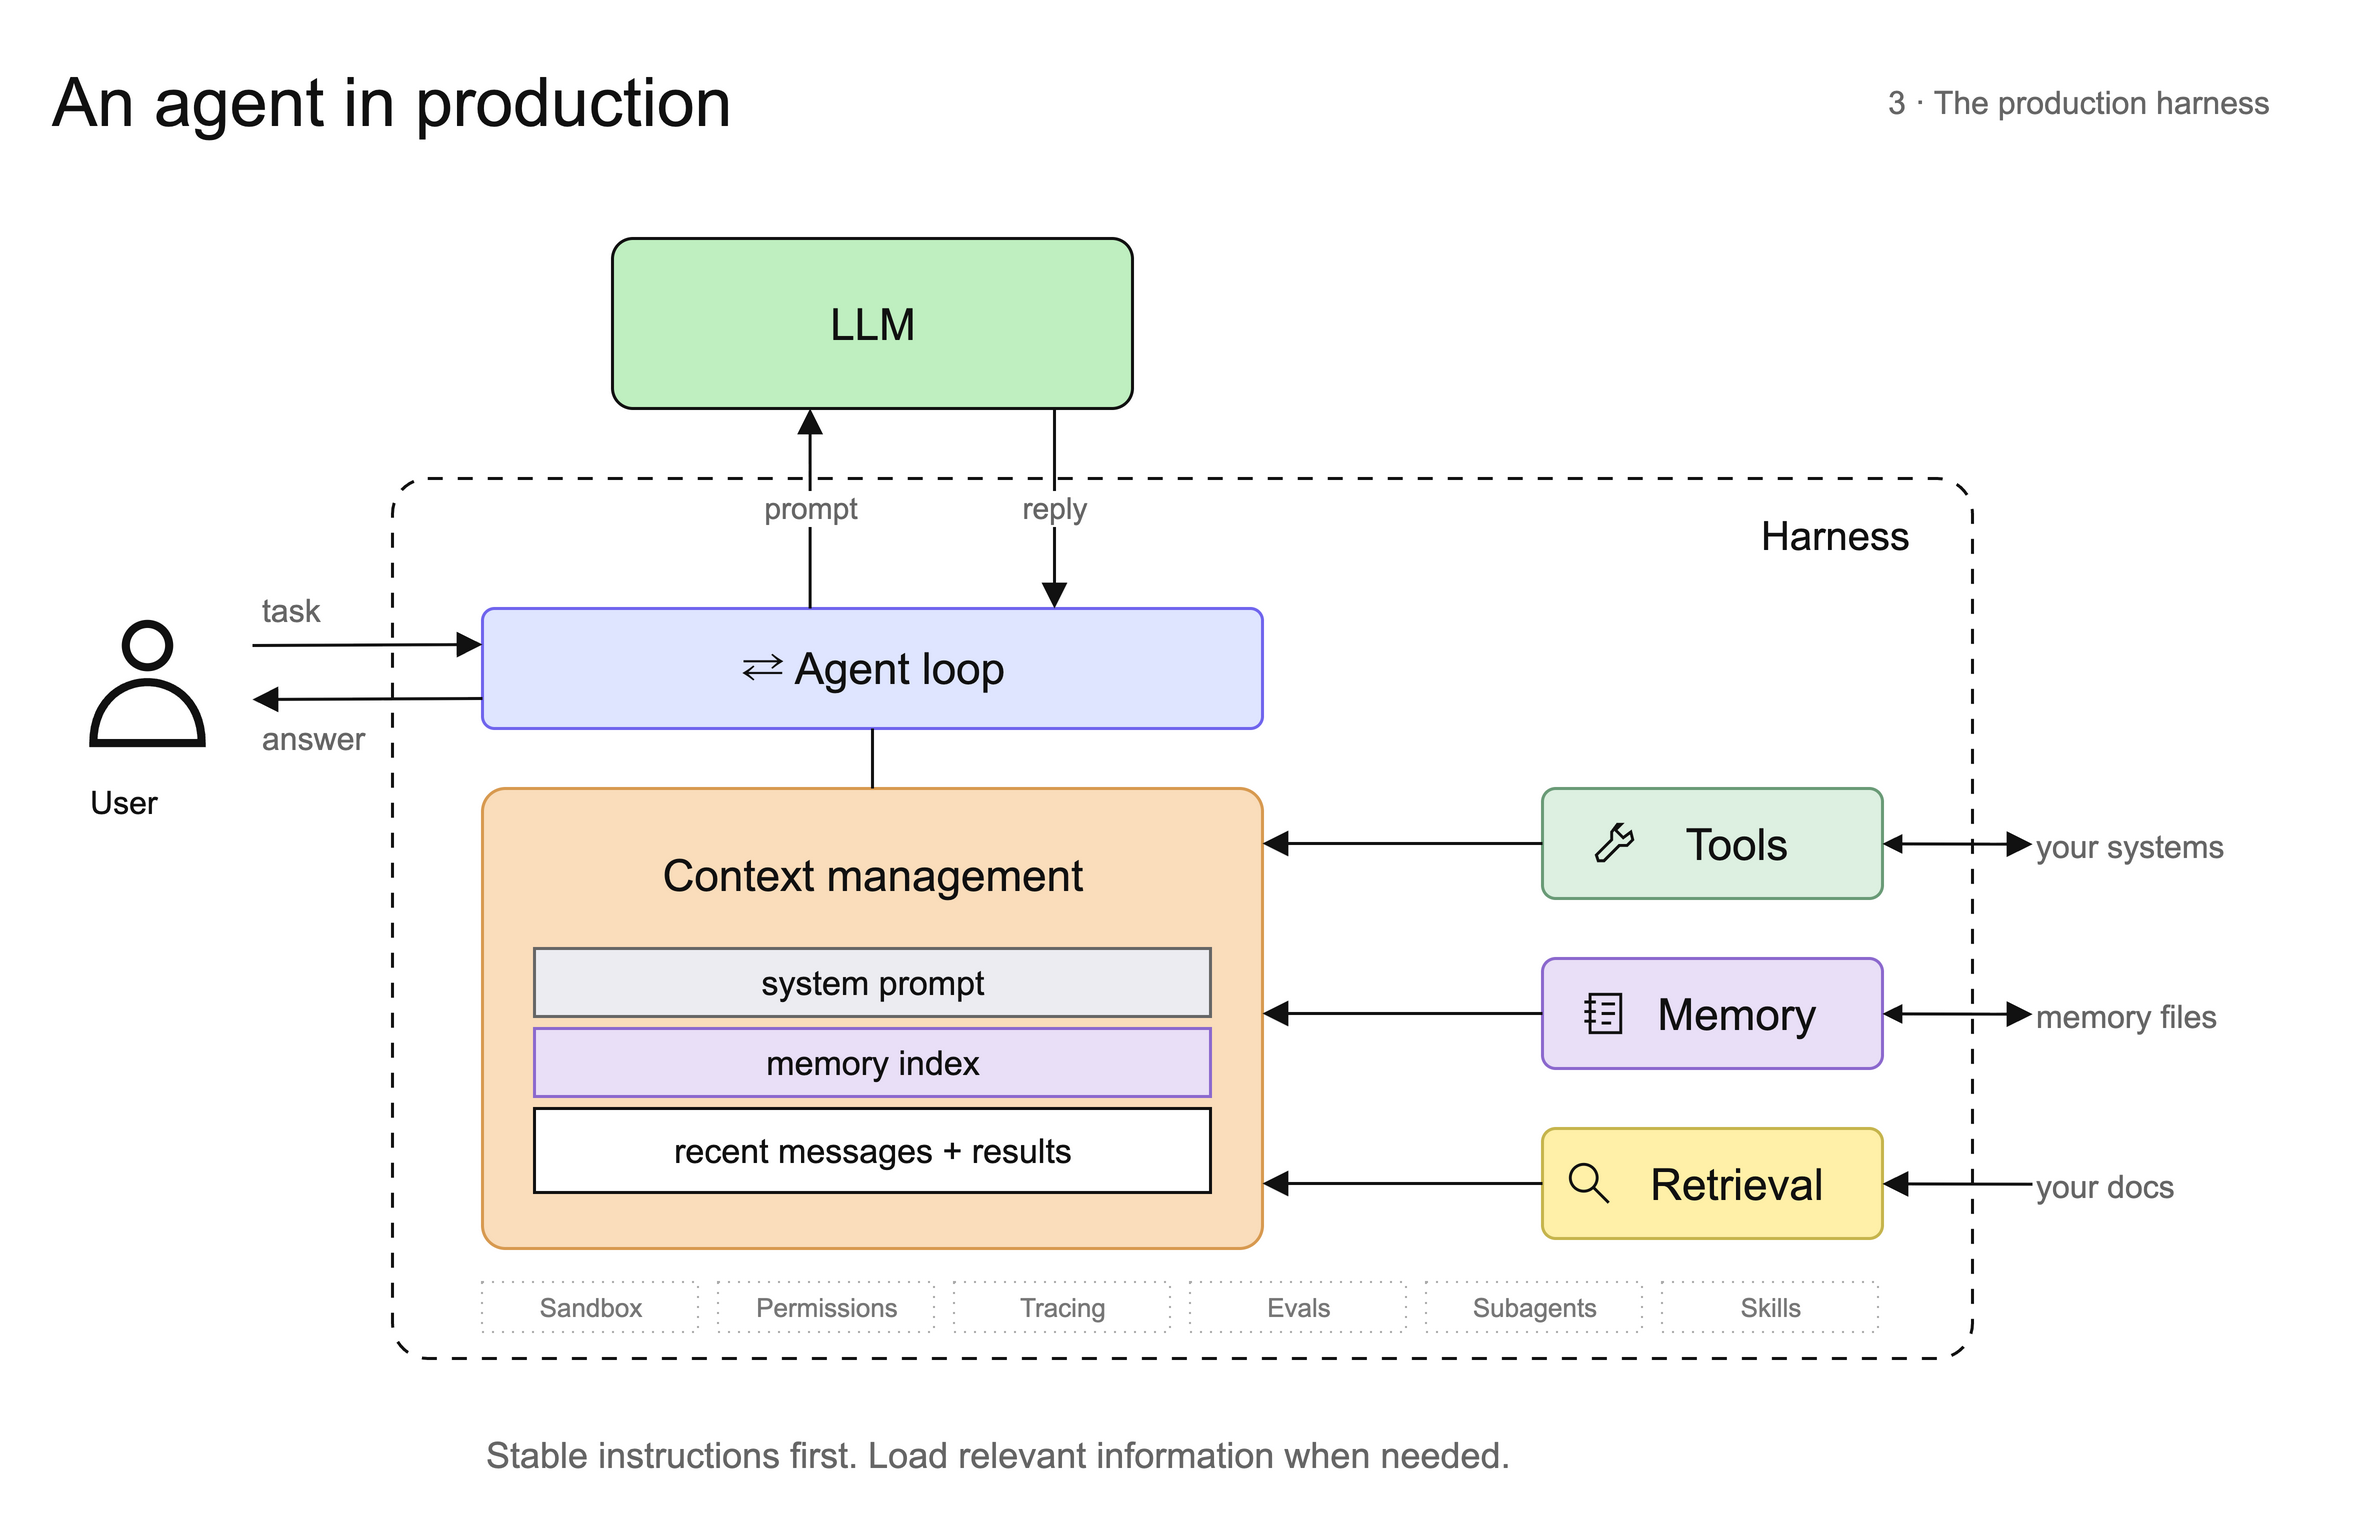 An agent in production
3 · The production harness
LLM
prompt
reply
Harness
task
⇄ Agent loop
answer
User
Context management
system prompt
memory index
recent messages + results
Tools
your systems
Memory
memory files
Retrieval
your docs
Sandbox
Permissions
Tracing
Evals
Subagents
Skills
Stable instructions first. Load relevant information when needed.